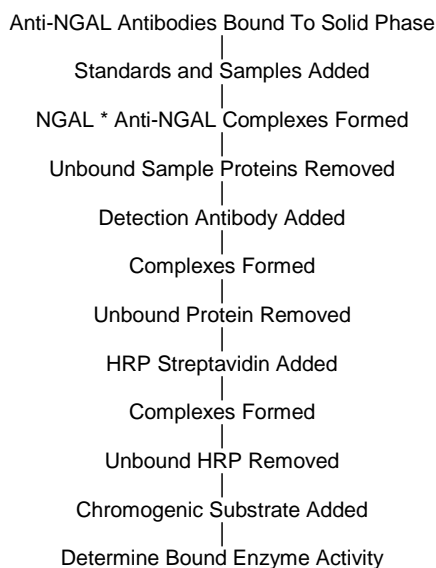 Anti-NGAL Antibodies Bound To Solid Phase
Standards and Samples Added
NGAL * Anti-NGAL Complexes Formed
Unbound Sample Proteins Removed
Detection Antibody Added
Complexes Formed
Unbound Protein Removed
HRP Streptavidin Added
Complexes Formed
Unbound HRP Removed
Chromogenic Substrate Added
Determine Bound Enzyme Activity